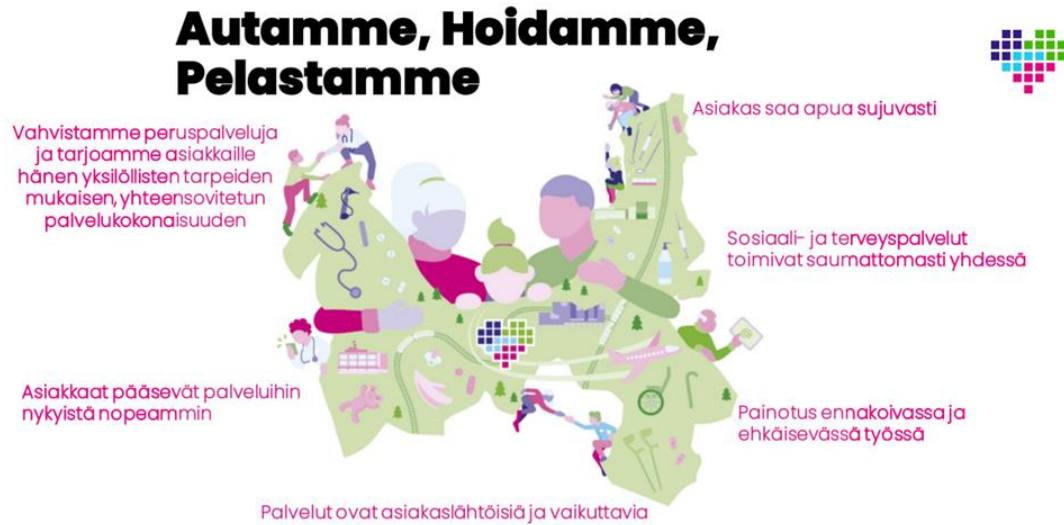 Autamme, Hoidamme,
Pelastamme
Vahvistamme peruspalveluja
ja tarjoamme asiakkaille
hänen yksilöllisten tarpeiden
mukaisen, yhteensovitetun
palvelukokonaisuuden
Asiakas saa apua sujuvasti
Sosiaali- ja terveyspalvelut
toimivat saumattomasti yhdessä
Asiakkaat pääsevät palveluihin
nykyistä nopeammin
Painotus ennakoivassa ja
ehkäisevässä työssä
Palvelut ovat asiakaslähtöisiä ja vaikuttavia